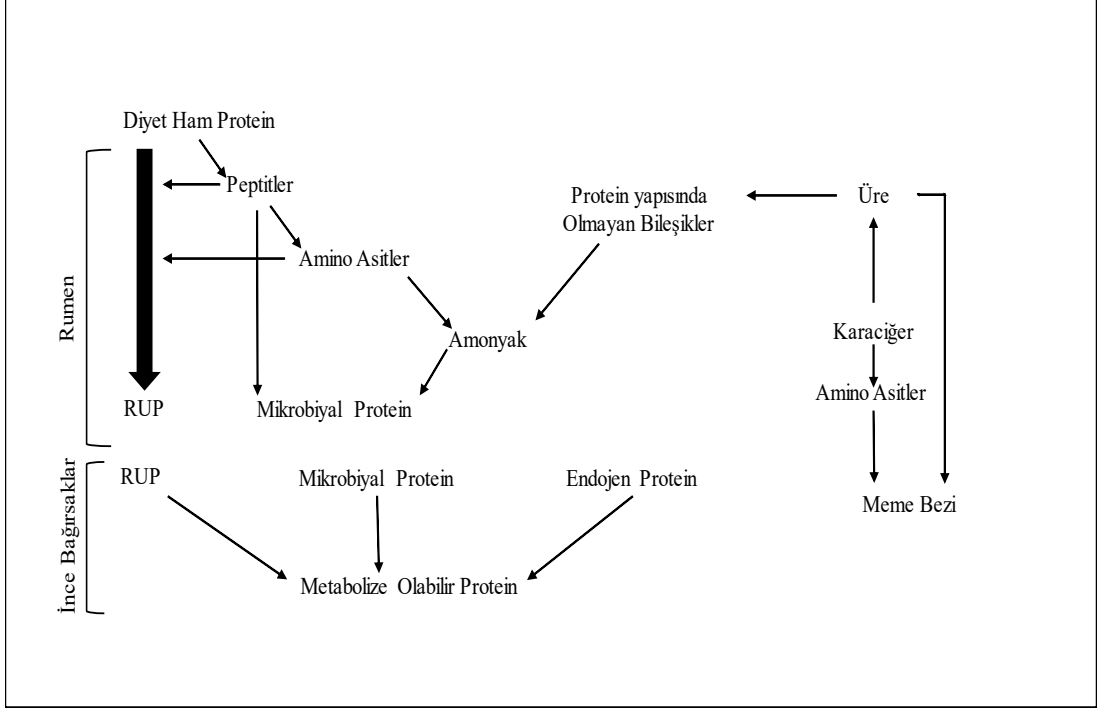 Diyet Ham Protein
Peptitler
Protein yapısında
Olmayan Bileşikler
Üre
Amino Asitler
Rumen
Amonyak
Karaciğer
Amino Asitler
RUP
Mikrobiyal Protein
RUP
Mikrobiyal Protein
Endojen Protein
Meme Bezi
İnce Bağırsaklar
Metabolize Olabilir Protein